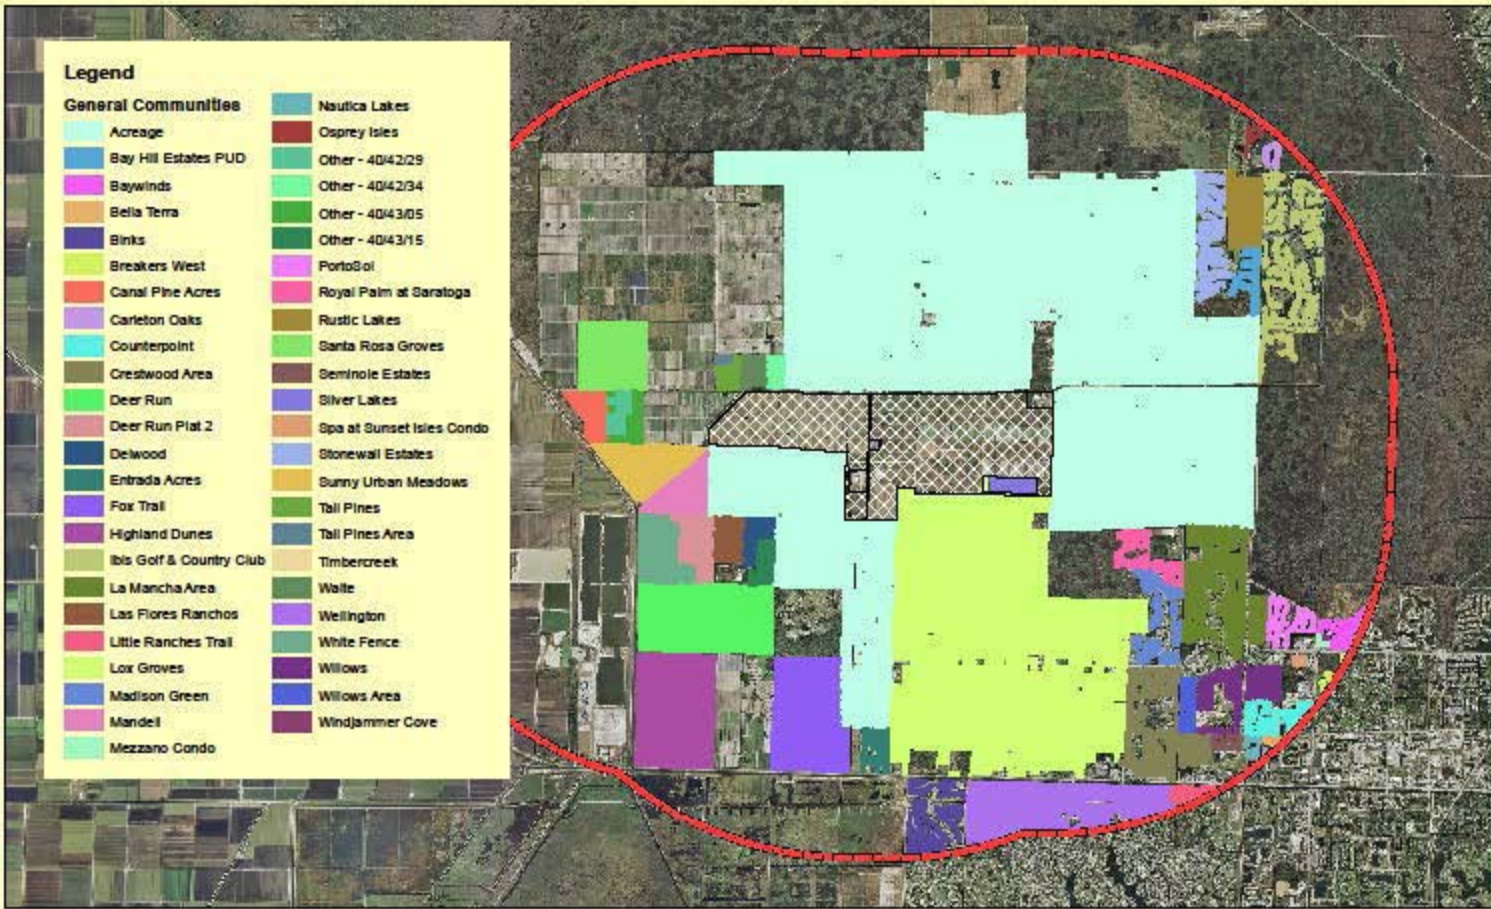 Legend
General Communities
Acreage
Bay Hill Estates PUD
Baywinds
Bella Terra
Binks
Breakers West
Canal Pine Acres
Carleton Oaks
Counterpoint
Crestwood Area
Deer Run
Deer Run Plat 2
Delwood
Entrada Acres
Fox Trail
Highland Dunes
Ibis Golf & Country Club
La Mancha Area
Las Flores Ranchos
Little Ranches Trail
Lox Groves
Madison Green
Mandell
Mezzano Condo
Nautica Lakes
Osprey Isles
Other - 40/42/29
Other - 40/42/34
Other - 40/43/05
Other - 40/43/15
PortoSol
Royal Palm at Saratoga
Rustic Lakes
Santa Rosa Groves
Seminole Estates
Silver Lakes
Spa at Sunset Isles Condo
Stonewall Estates
Sunny Urban Meadows
Tall Pines
Tall Pines Area
Timbercreek
Waite
Wellington
White Fence
Willows
Willows Area
Windjammer Cove